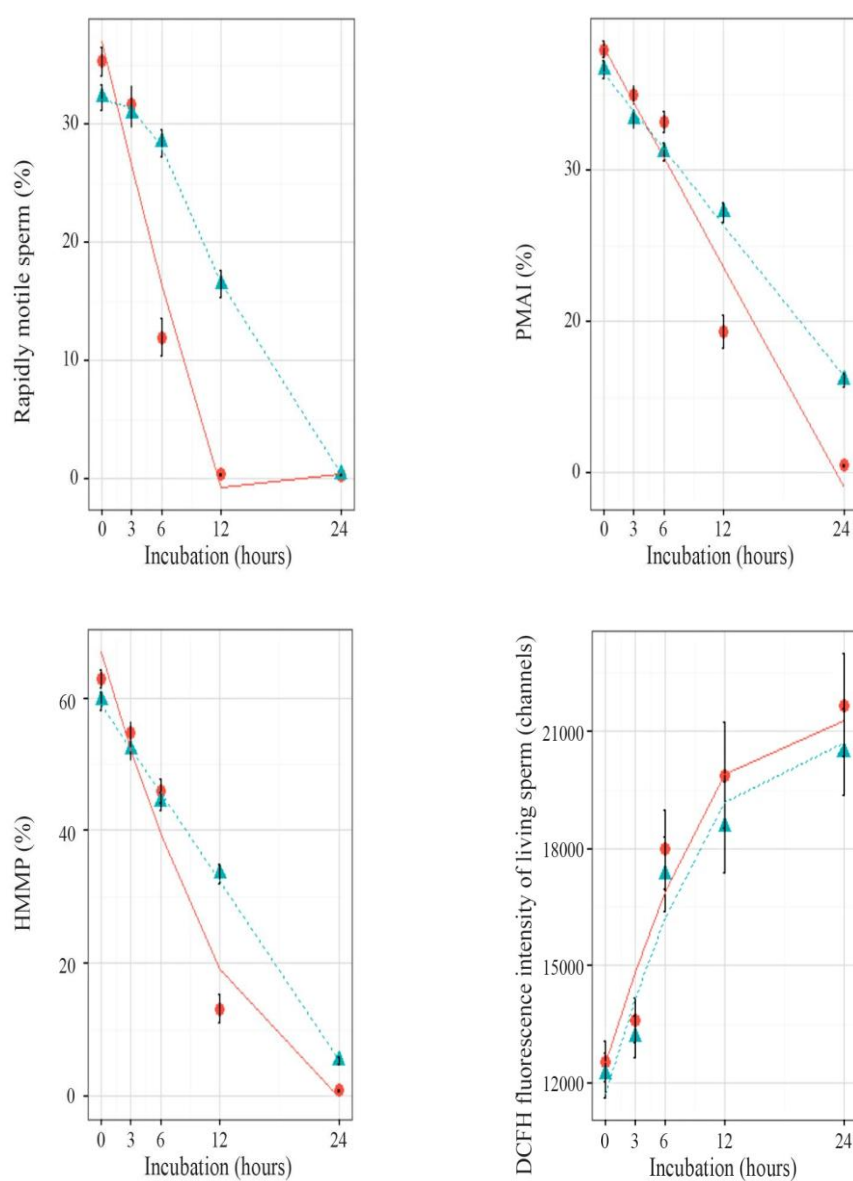 Rapidly motile sperm (%)
30
20
10
0
0 3 6 12 24
Incubation (hours)
PMAI (%)
30
20
0
0 3 6 12 24
Incubation (hours)
HMMP (%)
60
40
20
0
0 3 6 12 24
Incubation (hours)
DCFH fluorescence intensity of living sperm (channels)
21000
18000
15000
12000
0 3 6 12 24
Incubation (hours)